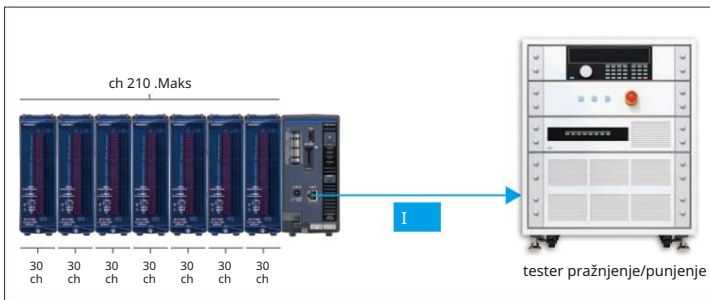 ch 210 .Maks
I
30 30 30 30 30 30 30
ch ch ch ch ch ch ch
tester pražnjenje/punjenje